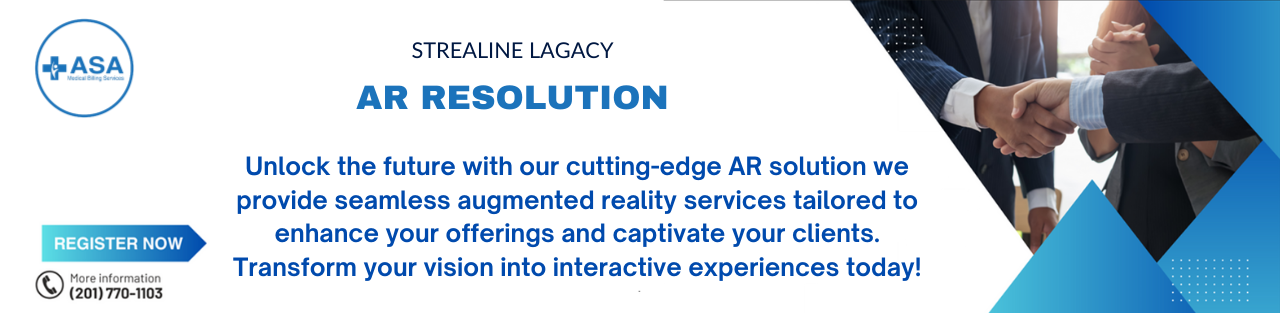 ASA
Medical Billing Services
STREALINE LAGACY
AR RESOLUTION
Unlock the future with our cutting-edge AR solution we
provide seamless augmented reality services tailored to
enhance your offerings and captivate your clients.
Transform your vision into interactive experiences today!
REGISTER NOW
More information
(201) 770-1103